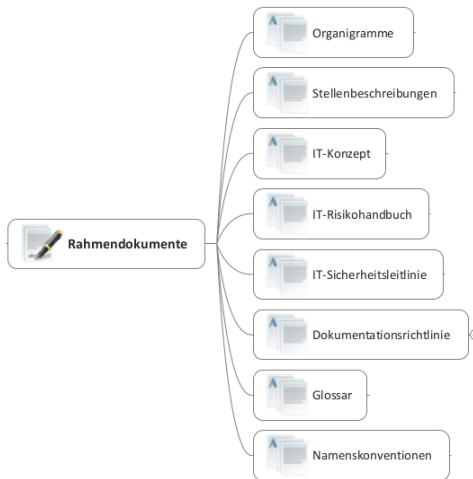 Organigramme
Stellenbeschreibungen
IT-Konzept
IT-Risikohandbuch
Rahmendokumente
IT-Sicherheitsleitlinie
Dokumentationsrichtlinie
Glossar
Namenskonventionen